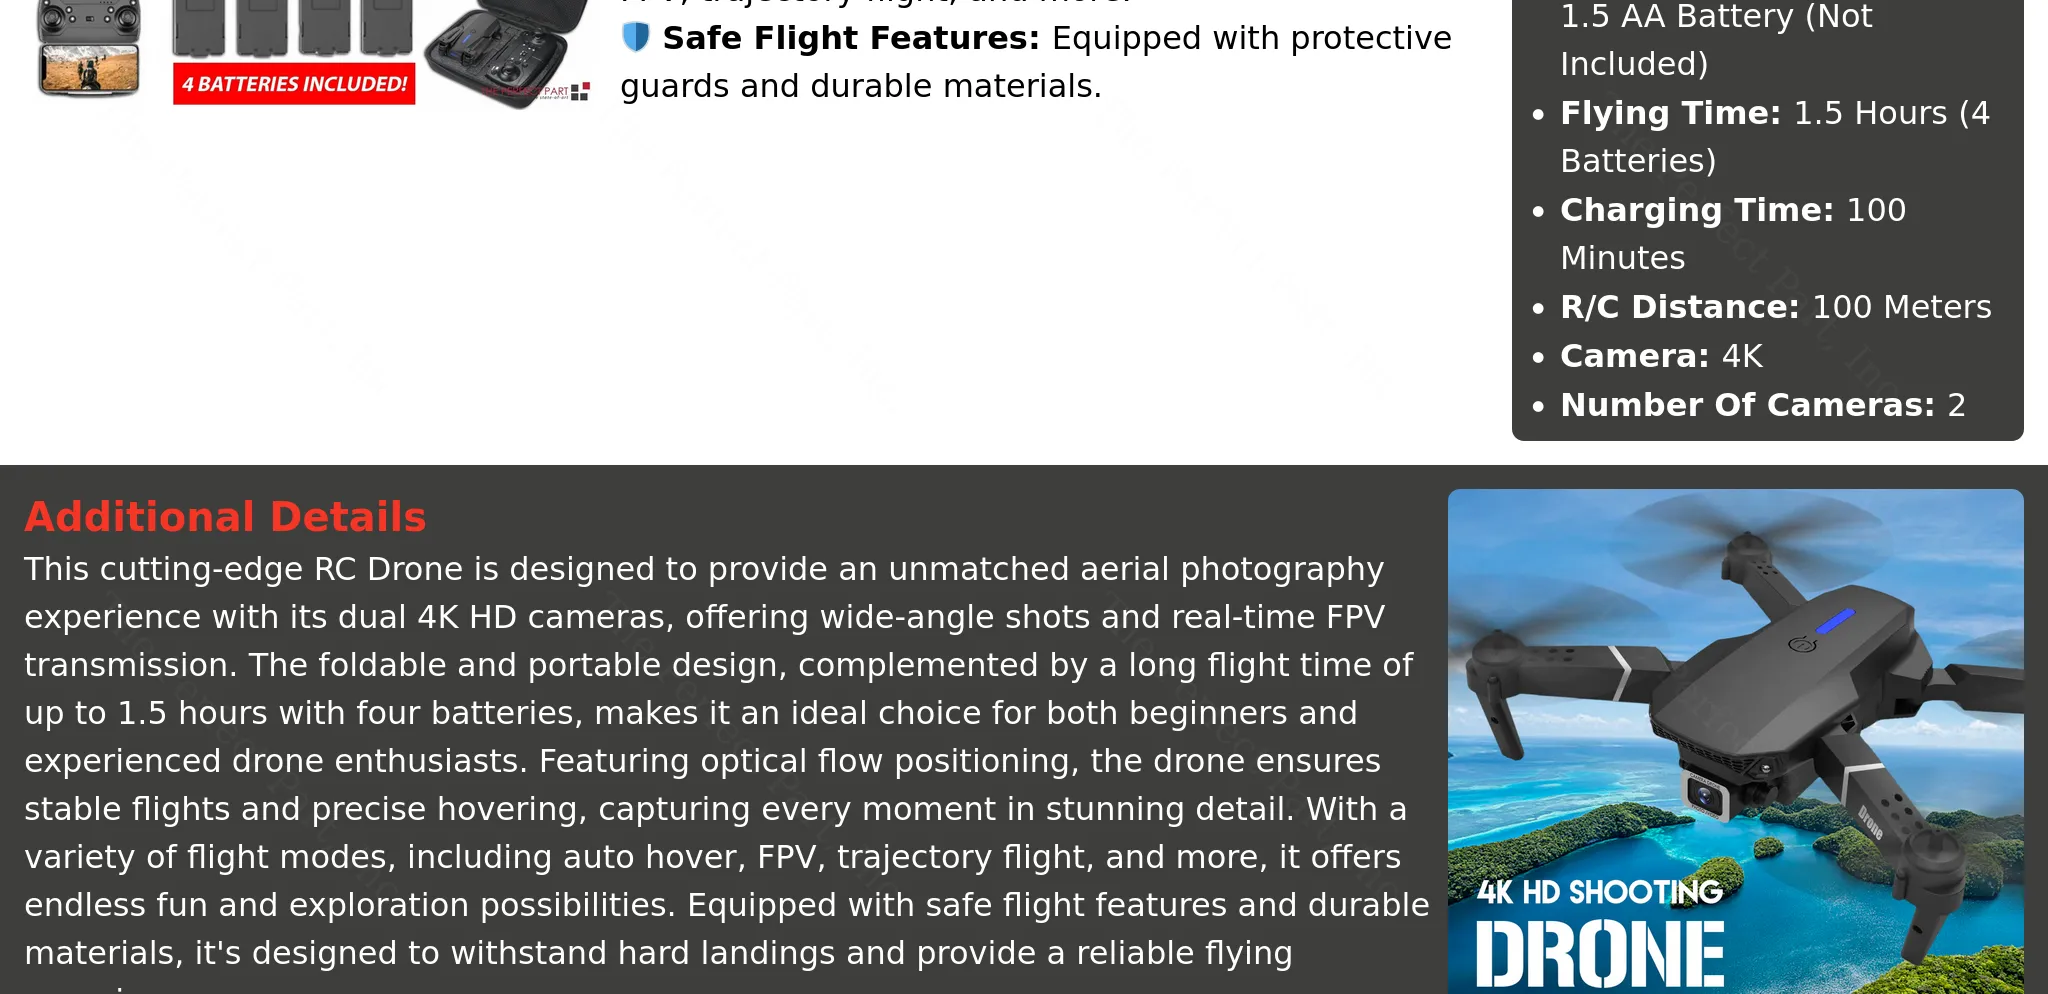 4 BATTERIES INCLUDED!
Safe Flight Features: Equipped with protective
guards and durable materials.
1.5 AA Battery (Not
Included)
• Flying Time: 1.5 Hours (4
Batteries)
• Charging Time: 100
Minutes
• R/C Distance: 100 Meters
• Camera: 4K
• Number Of Cameras: 2
Additional Details
This cutting-edge RC Drone is designed to provide an unmatched aerial photography
experience with its dual 4K HD cameras, offering wide-angle shots and real-time FPV
transmission. The foldable and portable design, complemented by a long flight time of
up to 1.5 hours with four batteries, makes it an ideal choice for both beginners and
experienced drone enthusiasts. Featuring optical flow positioning, the drone ensures
stable flights and precise hovering, capturing every moment in stunning detail. With a
variety of flight modes, including auto hover, FPV, trajectory flight, and more, it offers
endless fun and exploration possibilities. Equipped with safe flight features and durable
materials, it's designed to withstand hard landings and provide a reliable flying
Drone
4K HD SHOOTING
DRONE